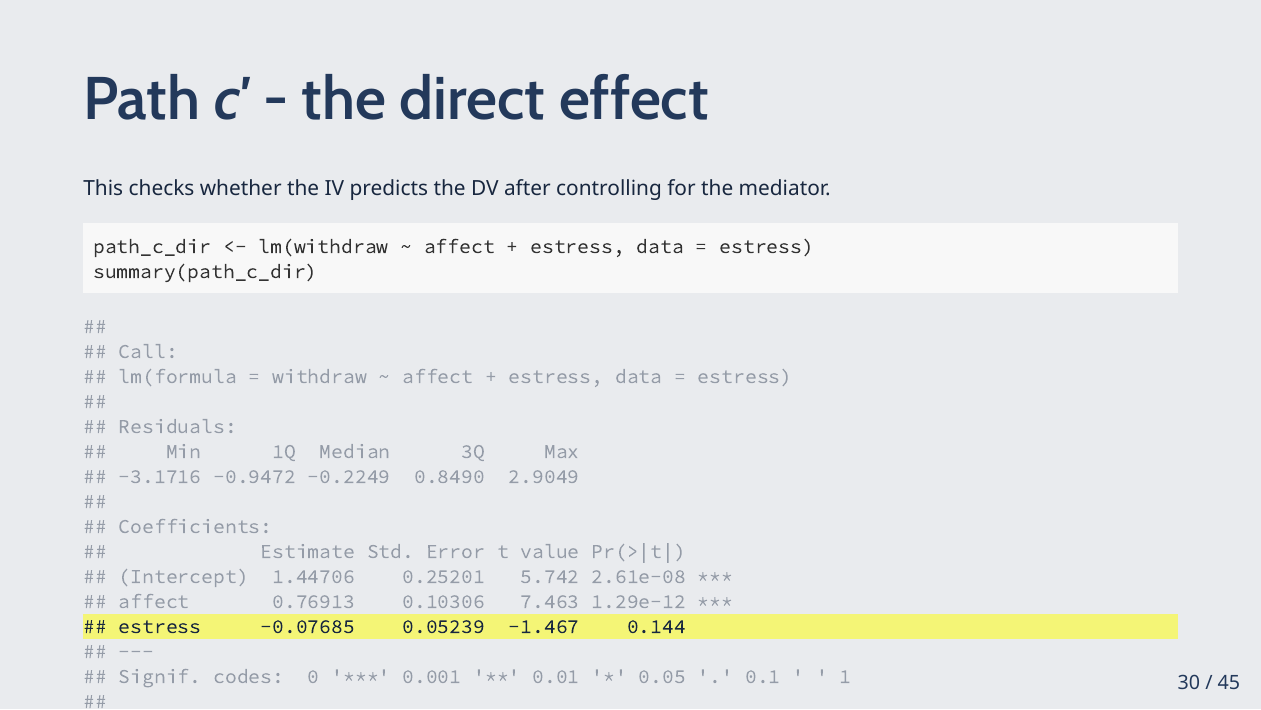 Path c′ - the direct effect
This checks whether the IV predicts the DV after controlling for the mediator.
path_c_dir <- lm(withdraw ~ affect + estress, data = estress)
summary(path_c_dir)
##
## Call:
## lm(formula = withdraw ~ affect + estress, data = estress)
##
## Residuals:
##     Min      1Q  Median      3Q     Max
## -3.1716 -0.9472 -0.2249  0.8490  2.9049
##
## Coefficients:
##             Estimate Std. Error t value Pr(>|t|)
## (Intercept)  1.44706    0.25201   5.742 2.61e-08 ***
## affect       0.76913    0.10306   7.463 1.29e-12 ***
## estress     -0.07685    0.05239  -1.467    0.144
## ---
## Signif. codes:  0 '***' 0.001 '**' 0.01 '*' 0.05 '.' 0.1 ' ' 1
##
30 / 45